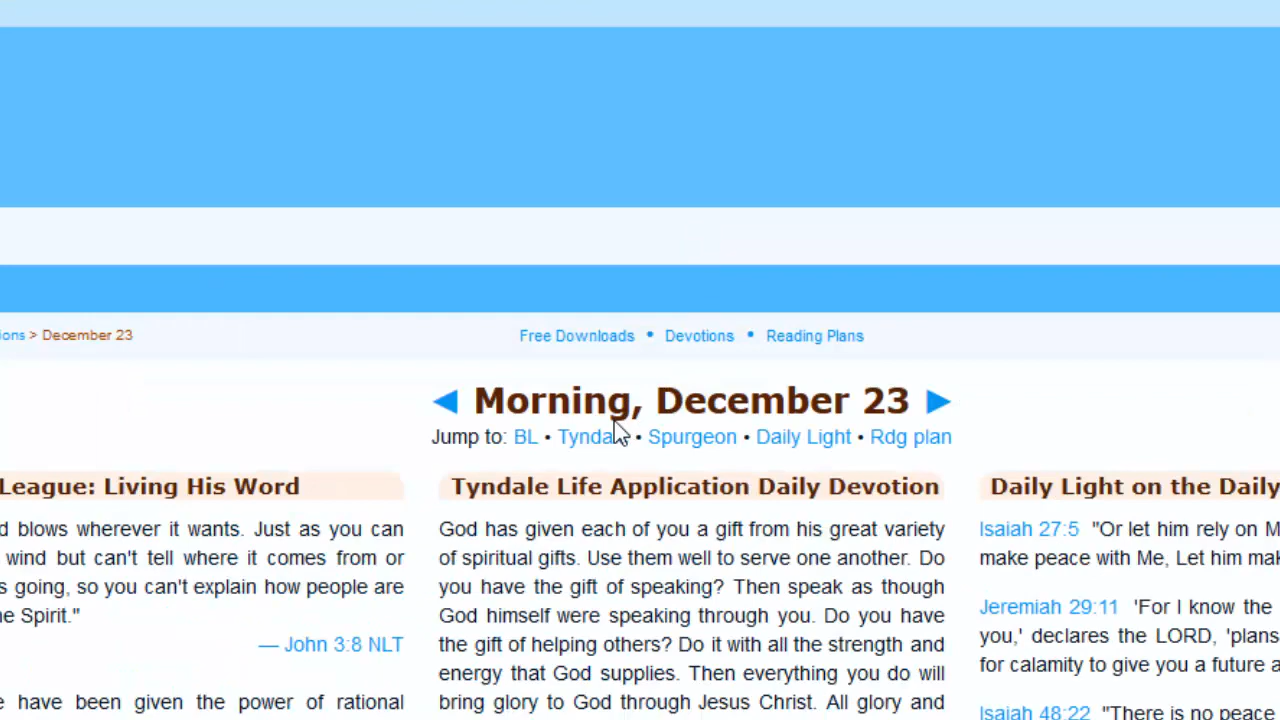 ions > December 23
Free Downloads • Devotions • Reading Plans
◀ Morning, December 23 ▶
Jump to: BL • Tynda • Spurgeon • Daily Light • Rdg plan
League: Living His Word
d blows wherever it wants. Just as you can
wind but can't tell where it comes from or
s going, so you can't explain how people are
e Spirit."
— John 3:8 NLT
e have been given the power of rational
Tyndale Life Application Daily Devotion
God has given each of you a gift from his great variety
of spiritual gifts. Use them well to serve one another. Do
you have the gift of speaking? Then speak as though
God himself were speaking through you. Do you have
the gift of helping others? Do it with all the strength and
energy that God supplies. Then everything you do will
bring glory to God through Jesus Christ. All glory and
Daily Light on the Daily
Isaiah 27:5 "Or let him rely on M
make peace with Me, Let him mak
Jeremiah 29:11 'For I know the
you,' declares the LORD, 'plans
for calamity to give you a future a
Isaiah 48:22 "There is no peace